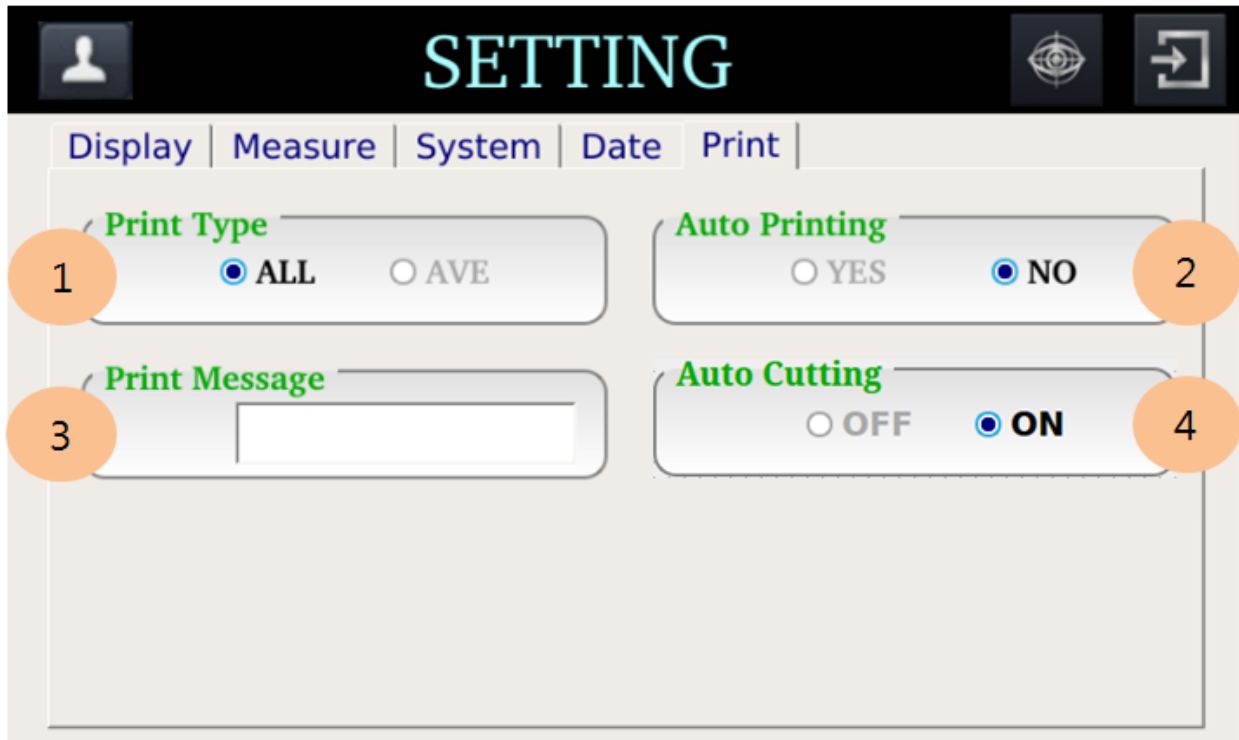 SETTING
Display Measure System Date Print
Print Type
1 ALL AVE
Auto Printing
YES NO 2
Print Message
3
Auto Cutting
OFF ON 4